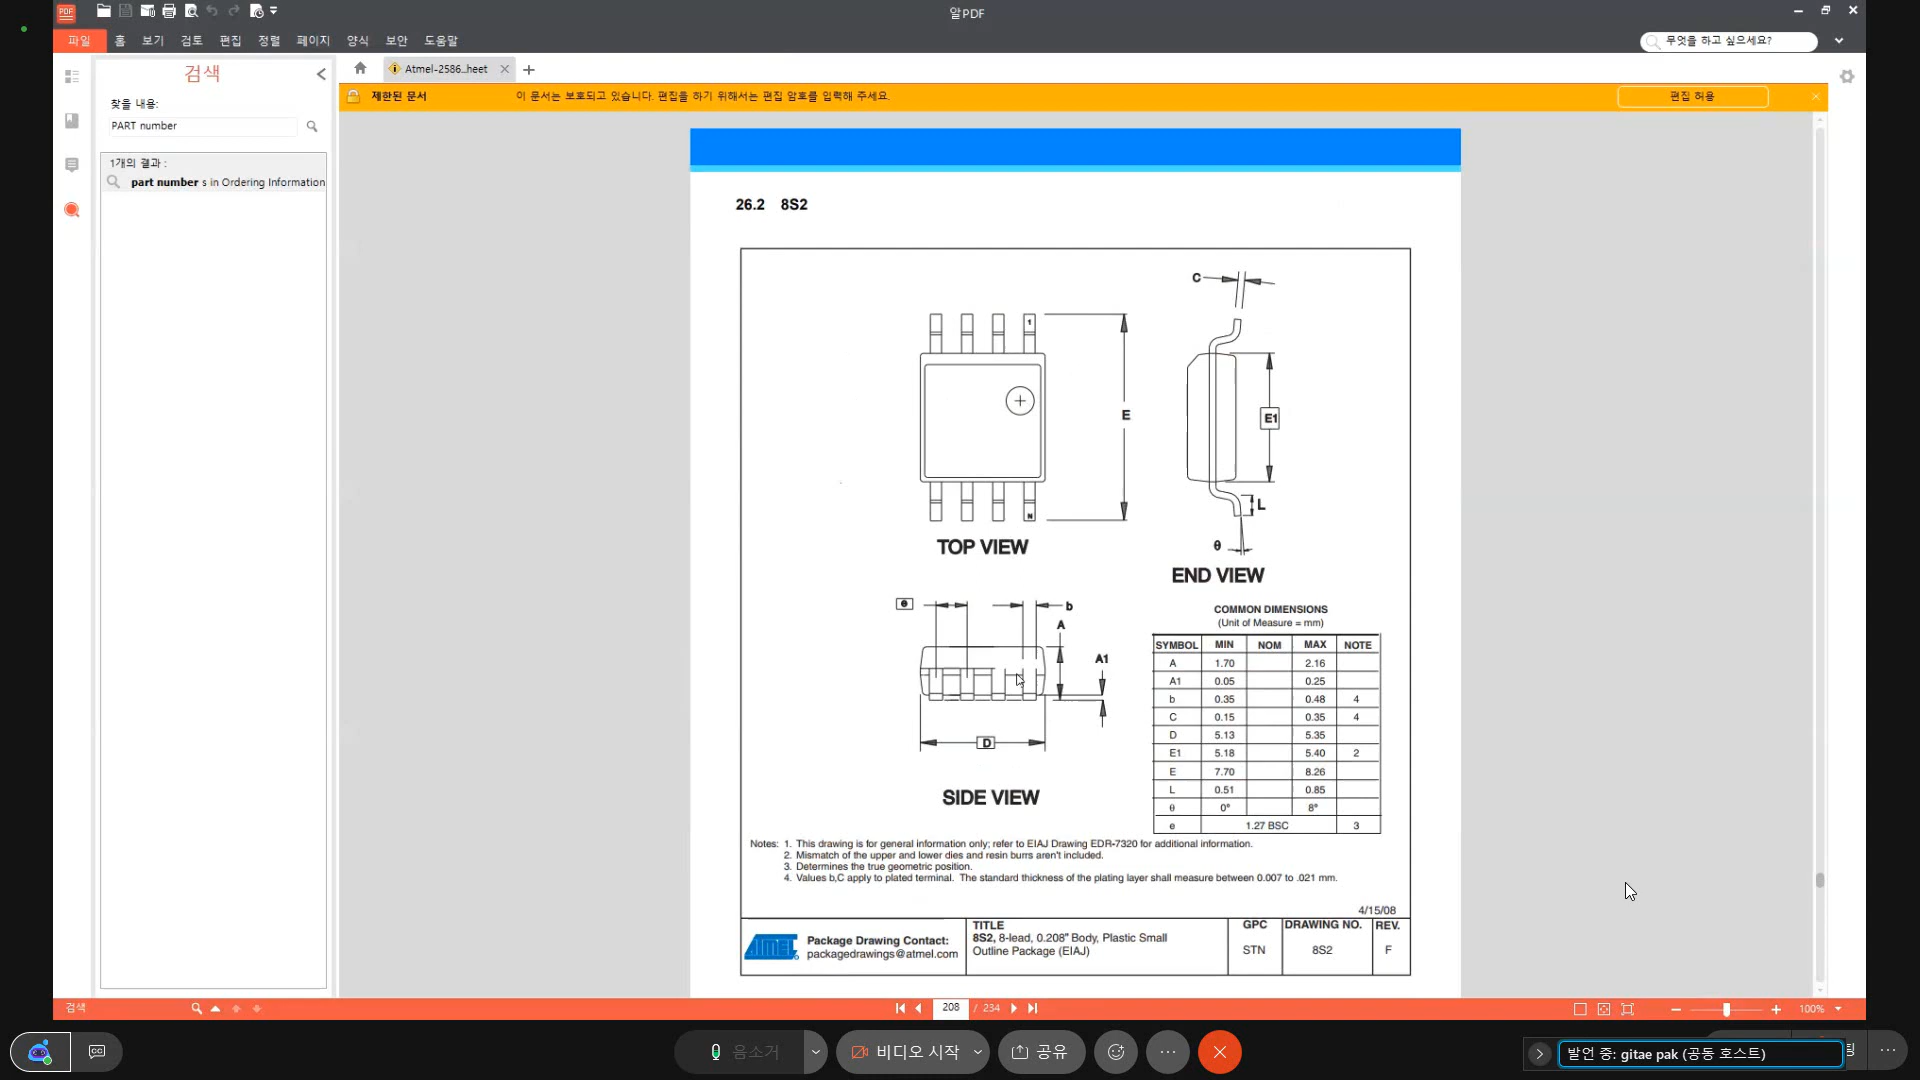 PDF
알PDF
파일 홈 보기 검토 편집 정렬 페이지 양식 보안 도움말
무엇을 하고 싶으세요?
검색
찾을 내용:
PART number
1개의 결과 :
part number s in Ordering Information
Atmel-2586...heet
제한된 문서 이 문서는 보호되고 있습니다. 편집을 하기 위해서는 편집 암호를 입력해 주세요.
편집 허용
26.2 8S2
1
N
E
TOP VIEW
C
E1
L
θ
END VIEW
e
b
A
A1
D
SIDE VIEW
COMMON DIMENSIONS
(Unit of Measure = mm)
SYMBOL MIN NOM MAX NOTE
A 1.70 2.16
A1 0.05 0.25
b 0.35 0.48 4
C 0.15 0.35 4
D 5.13 5.35
E1 5.18 5.40 2
E 7.70 8.26
L 0.51 0.85
θ 0° 8°
e 1.27 BSC 3
Notes: 1. This drawing is for general information only; refer to EIAJ Drawing EDR-7320 for additional information.
2. Mismatch of the upper and lower dies and resin burrs aren't included.
3. Determines the true geometric position.
4. Values b,C apply to plated terminal. The standard thickness of the plating layer shall measure between 0.007 to .021 mm.
4/15/08
ATMEL
Package Drawing Contact:
packagedrawings@atmel.com
TITLE
8S2, 8-lead, 0.208" Body, Plastic Small
Outline Package (EIAJ)
GPC
STN
DRAWING NO.
8S2
REV.
F
검색
208 / 234
100%
음소거
비디오 시작
공유
발언 중: gitae pak (공동 호스트)